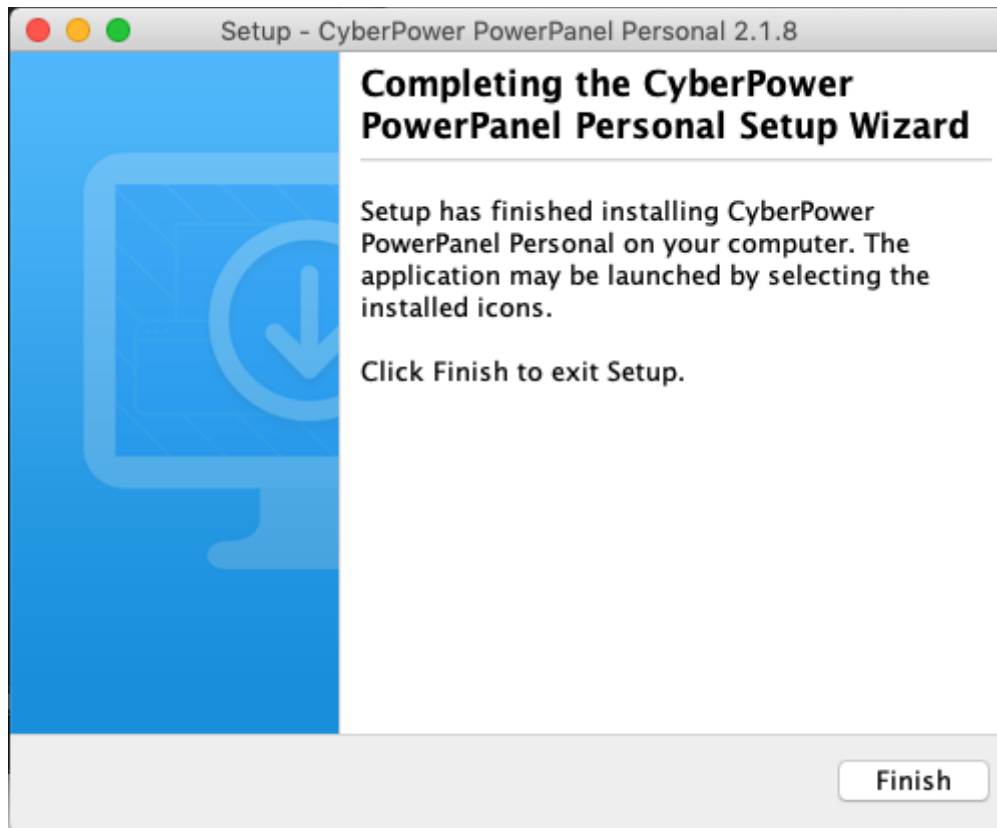 Setup - CyberPower PowerPanel Personal 2.1.8
Completing the CyberPower
PowerPanel Personal Setup Wizard
Setup has finished installing CyberPower
PowerPanel Personal on your computer. The
application may be launched by selecting the
installed icons.
Click Finish to exit Setup.
Finish